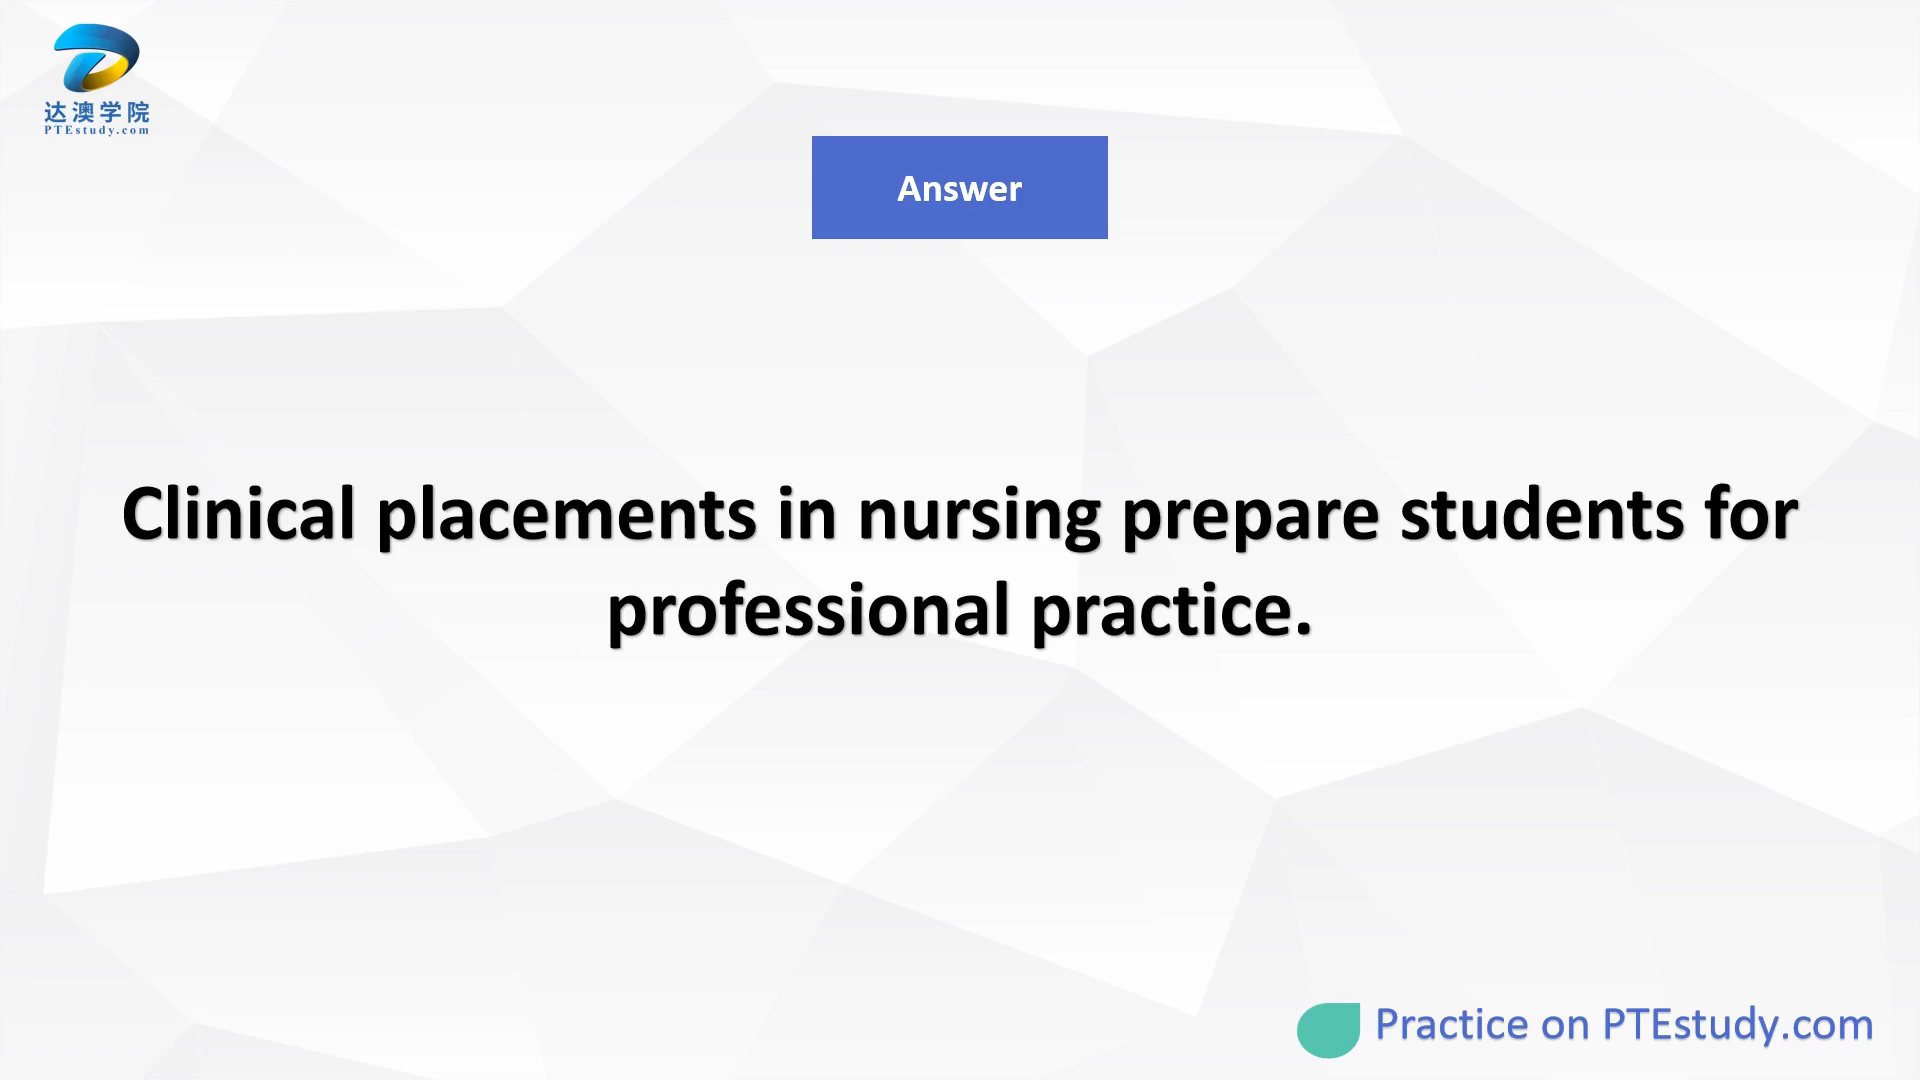 达澳学院
PTEstudy.com
Answer
Clinical placements in nursing prepare students for
professional practice.
Practice on PTEstudy.com